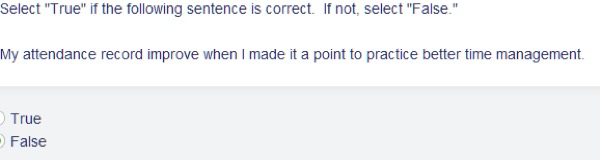 Select "True" if the following sentence is correct.  If not, select "False."
My attendance record improve when I made it a point to practice better time management.
True
False